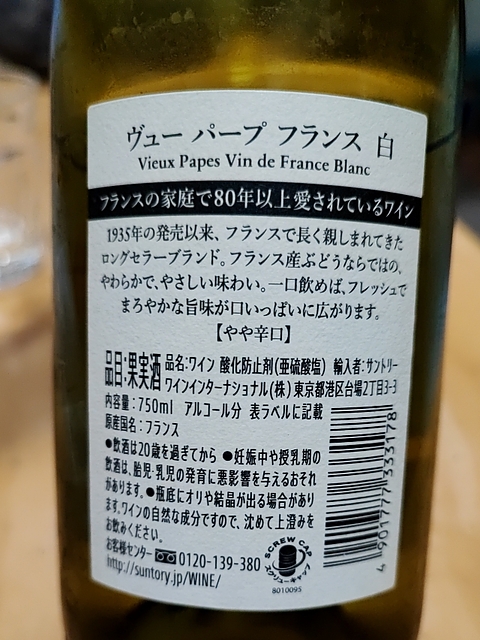 ヴュー パープ フランス 白
Vieux Papes Vin de France Blanc
フランスの家庭で80年以上愛されているワイン
1935年の発売以来、フランスで長く親しまれてきた
ロングセラーブランド。フランス産ぶどうならではの、
やわらかで、やさしい味わい。一口飲めば、フレッシュで
まろやかな旨味が口いっぱいに広がります。
【やや辛口】
品目:果実酒 品名:ワイン 酸化防止剤(亜硫酸塩) 輸入者:サントリー
ワインインターナショナル(株) 東京都港区台場2丁目3-3
内容量:750ml アルコール分 表ラベルに記載
原産国名:フランス
●飲酒は20歳を過ぎてから ●妊娠中や授乳期の
飲酒は、胎児・乳児の発育に悪影響を与えるおそれ
があります。●瓶底にオリや結晶が出る場合があり
ます。ワインの自然な成分ですので、沈めて上澄みを
お飲みください。
お客様センター 0120-139-380
http://suntory.jp/WINE/
SCREW CAP
スクリューキャップ
8010095
4901777333178